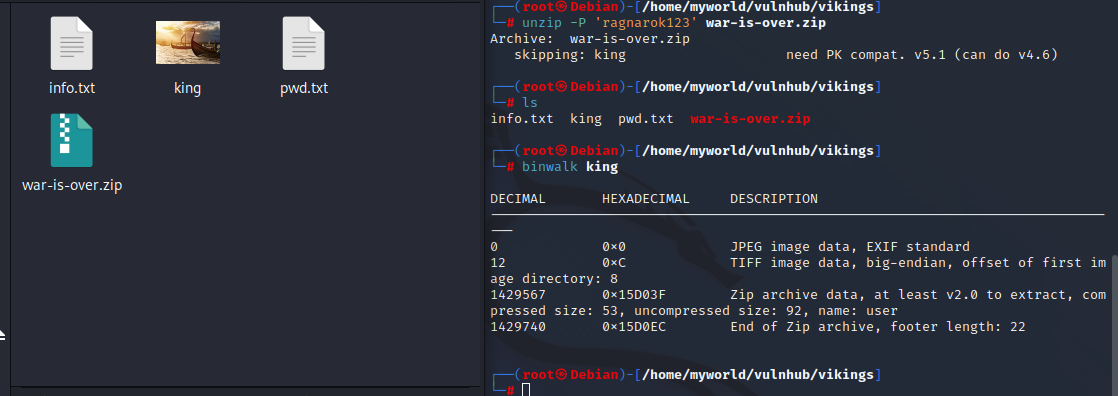 info.txt
king
pwd.txt
war-is-over.zip
┌──(root㉿Debian)-[/home/myworld/vulnhub/vikings]
└─# unzip -P 'ragnarok123' war-is-over.zip
Archive:  war-is-over.zip
   skipping: king                    need PK compat. v5.1 (can do v4.6)
┌──(root㉿Debian)-[/home/myworld/vulnhub/vikings]
└─# ls
info.txt  king  pwd.txt  war-is-over.zip
┌──(root㉿Debian)-[/home/myworld/vulnhub/vikings]
└─# binwalk king
DECIMAL       HEXADECIMAL     DESCRIPTION
0             0×0             JPEG image data, EXIF standard
12            0×C             TIFF image data, big-endian, offset of first im
age directory: 8
1429567       0×15D03F        Zip archive data, at least v2.0 to extract, com
pressed size: 53, uncompressed size: 92, name: user
1429740       0×15D0EC        End of Zip archive, footer length: 22
┌──(root㉿Debian)-[/home/myworld/vulnhub/vikings]
└─#